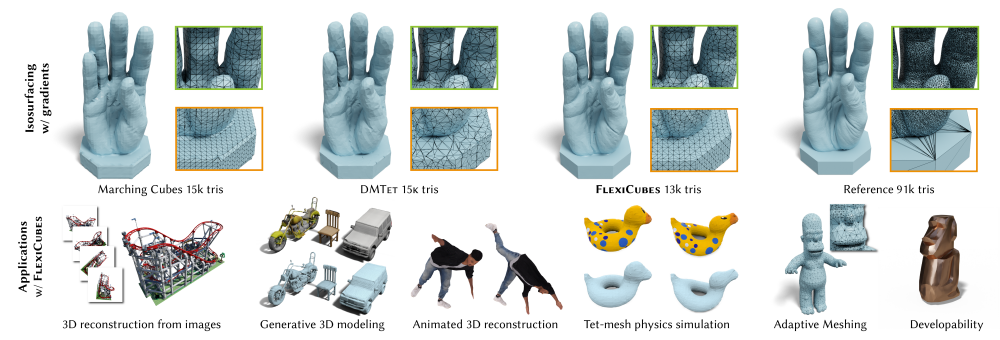 Isosurfacing
w/ gradients
Marching Cubes 15k tris
DMTet 15k tris
FlexiCubes 13k tris
Reference 91k tris
Applications
w/ FlexiCubes
3D reconstruction from images
Generative 3D modeling
Animated 3D reconstruction
Tet-mesh physics simulation
Adaptive Meshing
Developability